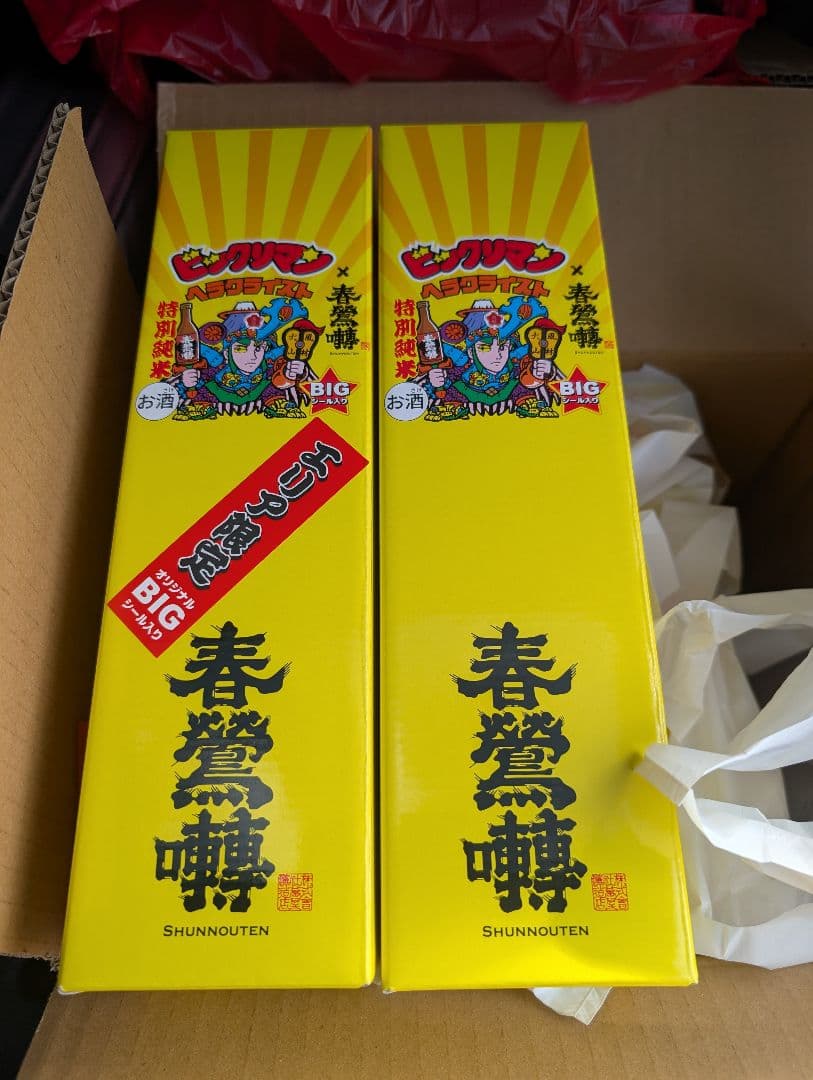 ビックリマン
ヘラクライスト
×
春鶯囀
SHUNNOUTEN
特別純米
お酒
BIG
シール入り
エリア限定
オリジナル
BIG
シール入り
春鶯囀
SHUNNOUTEN
ビックリマン
ヘラクライスト
×
春鶯囀
SHUNNOUTEN
特別純米
お酒
BIG
シール入り
春鶯囀
SHUNNOUTEN